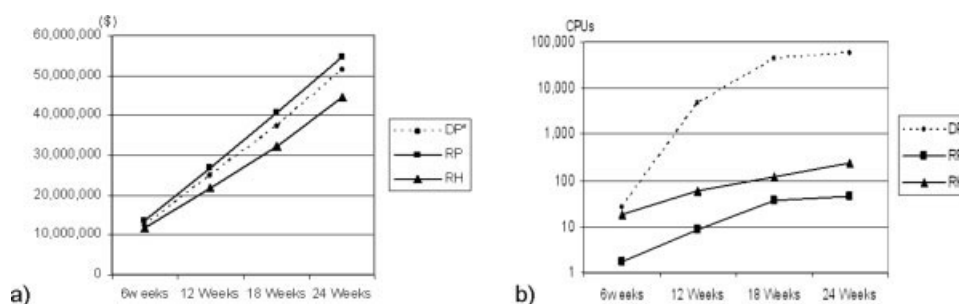 ($)
60,000,000
50,000,000
40,000,000
30,000,000
20,000,000
10,000,000
0
6weeks 12 Weeks 18 Weeks 24 Weeks
DP*
RP
RH
a)
CPUs
100,000
10,000
1,000
100
10
1
6weeks 12 Weeks 18 Weeks 24 Weeks
b)